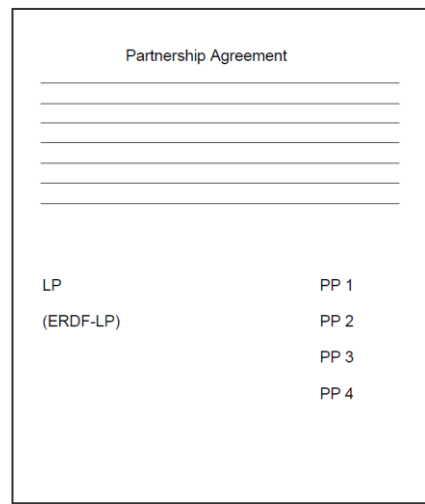 Partnership Agreement
LP PP 1
(ERDF-LP) PP 2
PP 3
PP 4